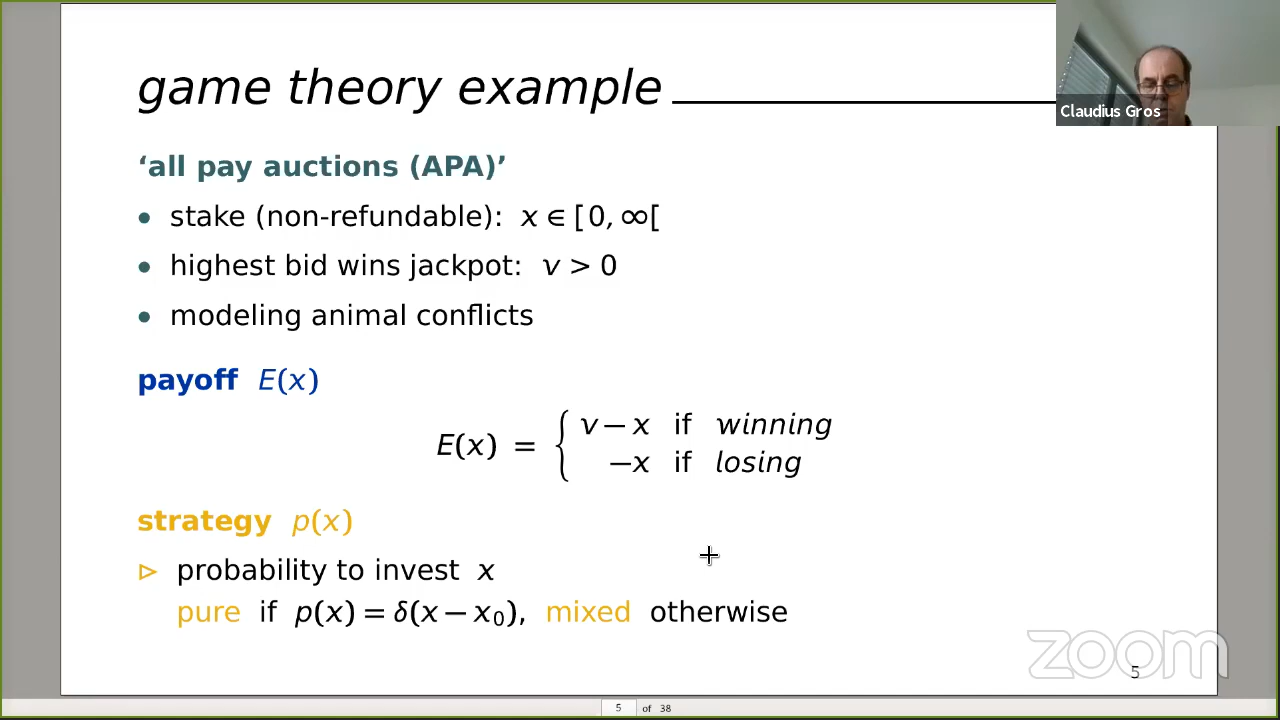 game theory example
Claudius Gros
‘all pay auctions (APA)’
• stake (non-refundable): x ∈ [0, ∞[
• highest bid wins jackpot: v > 0
• modeling animal conflicts
payoff E(x)
E(x) = { v − x if winning
−x if losing
strategy p(x)
▷ probability to invest x
pure if p(x) = δ(x − x₀), mixed otherwise
zoom
5
5 of 38